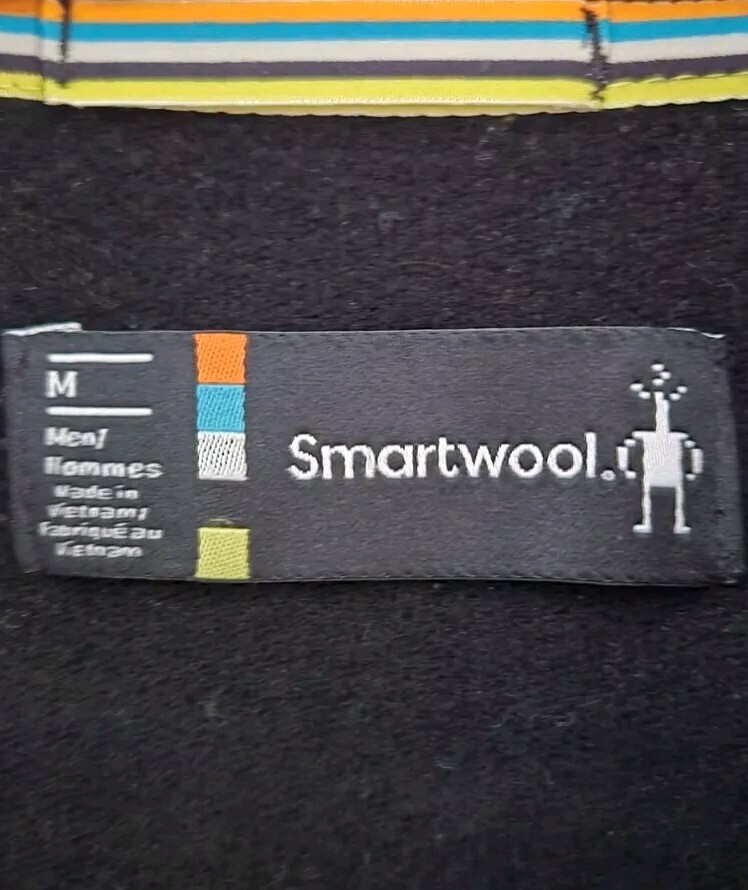 M
Men/
Hommes
Made in
Vietnam/
Fabriqué au
Vietnam
Smartwool.